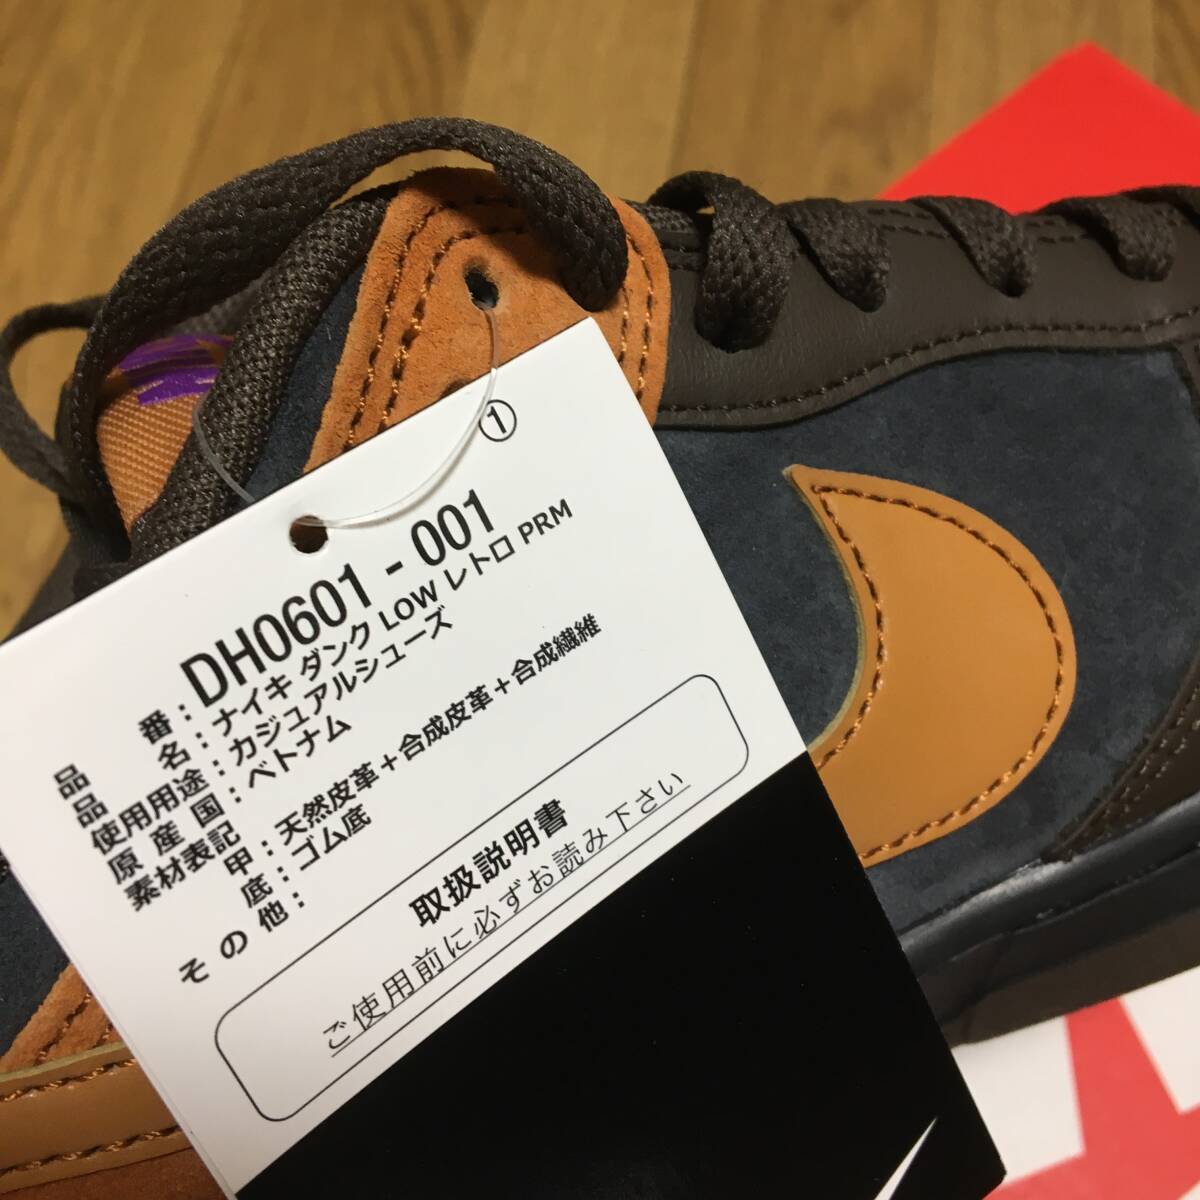 ①
品番：DH0601 - 001
品名：ナイキ ダンク LOW レトロ PRM
使用用途：カジュアルシューズ
原産国：ベトナム
素材表記
甲：天然皮革＋合成皮革＋合成繊維
底：ゴム底
その他：
取扱説明書
ご使用前に必ずお読み下さい